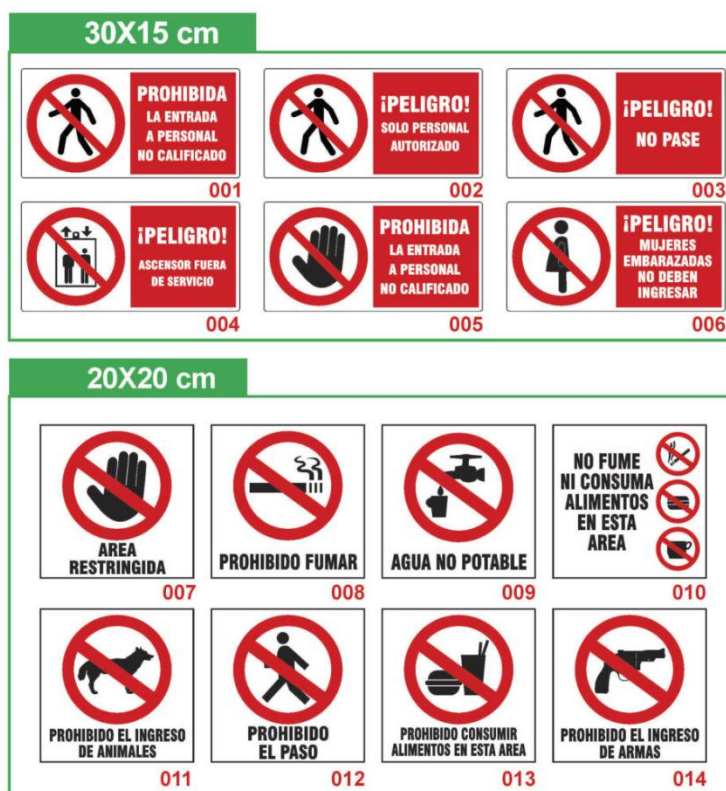 30X15 cm
PROHIBIDA
LA ENTRADA
A PERSONAL
NO CALIFICADO
001
¡PELIGRO!
SOLO PERSONAL
AUTORIZADO
002
¡PELIGRO!
NO PASE
003
¡PELIGRO!
ASCENSOR FUERA
DE SERVICIO
004
PROHIBIDA
LA ENTRADA
A PERSONAL
NO CALIFICADO
005
¡PELIGRO!
MUJERES
EMBARAZADAS
NO DEBEN
INGRESAR
006
20X20 cm
AREA
RESTRINGIDA
007
PROHIBIDO FUMAR
008
AGUA NO POTABLE
009
NO FUME
NI CONSUMA
ALIMENTOS
EN ESTA
AREA
010
PROHIBIDO EL INGRESO
DE ANIMALES
011
PROHIBIDO
EL PASO
012
PROHIBIDO CONSUMIR
ALIMENTOS EN ESTA AREA
013
PROHIBIDO EL INGRESO
DE ARMAS
014